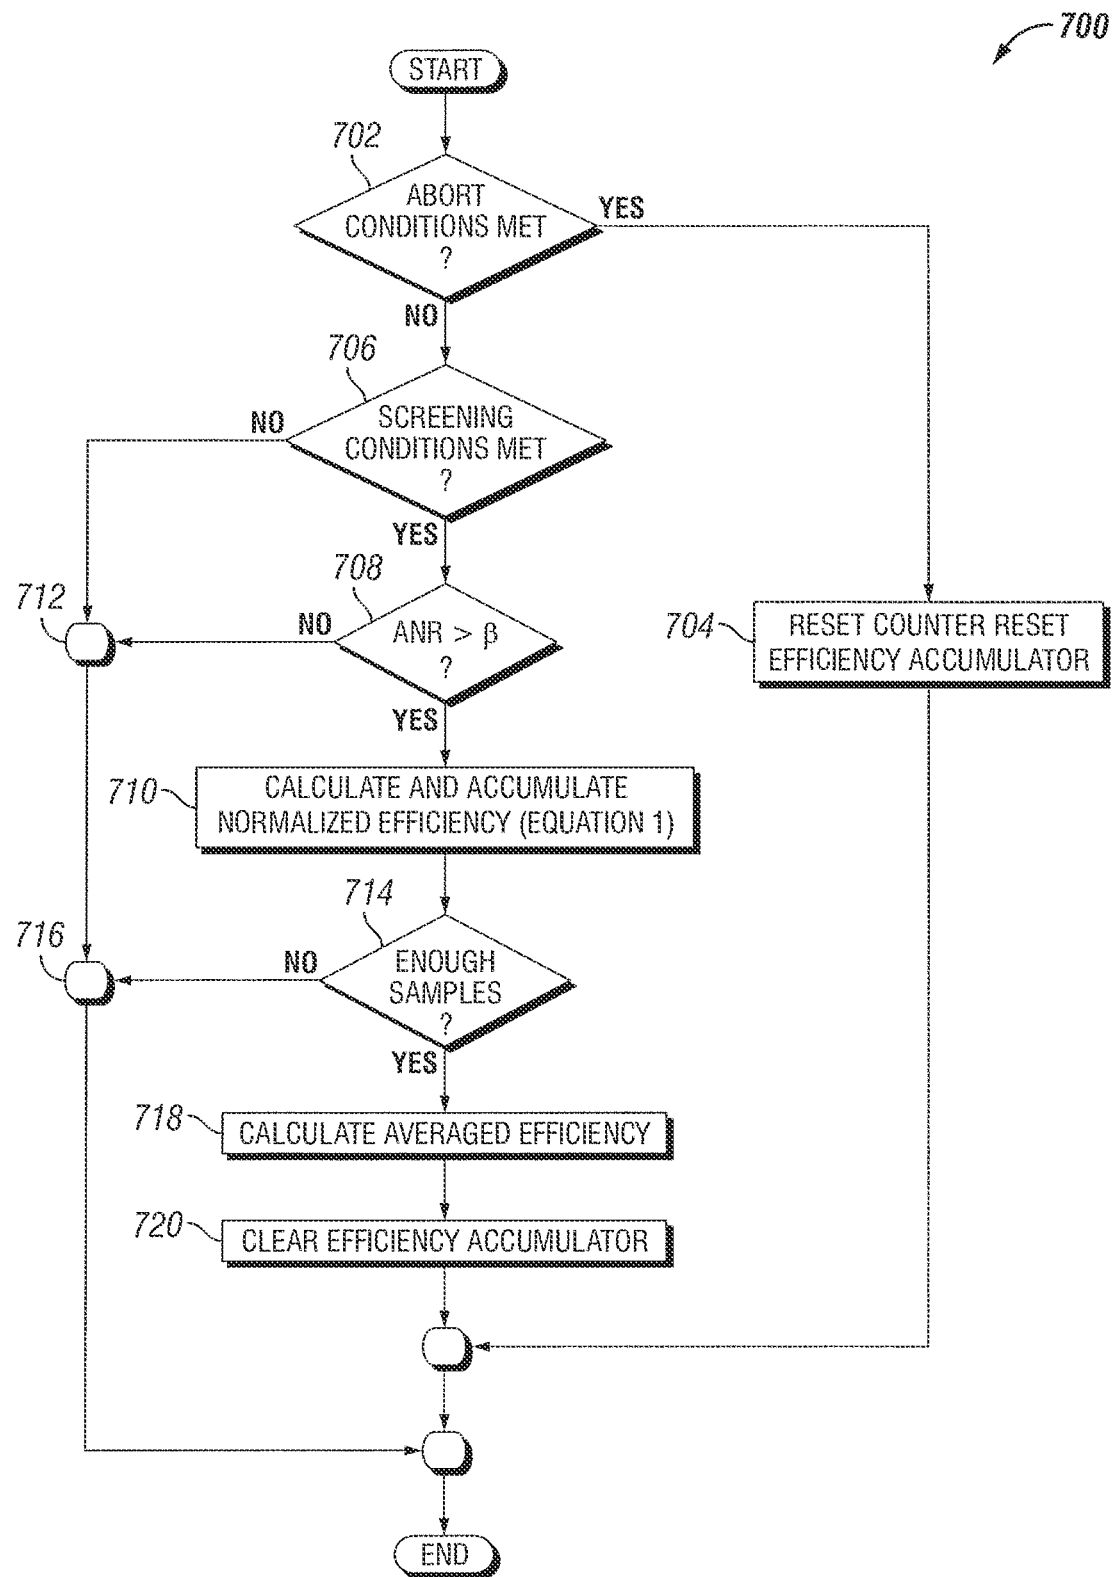 700
START
702
ABORT
CONDITIONS MET
?
YES
NO
706
SCREENING
CONDITIONS MET
?
NO
YES
708
712
ANR > β
?
NO
YES
704
RESET COUNTER RESET
EFFICIENCY ACCUMULATOR
710
CALCULATE AND ACCUMULATE
NORMALIZED EFFICIENCY (EQUATION 1)
714
716
ENOUGH
SAMPLES
?
NO
YES
718
CALCULATE AVERAGED EFFICIENCY
720
CLEAR EFFICIENCY ACCUMULATOR
END